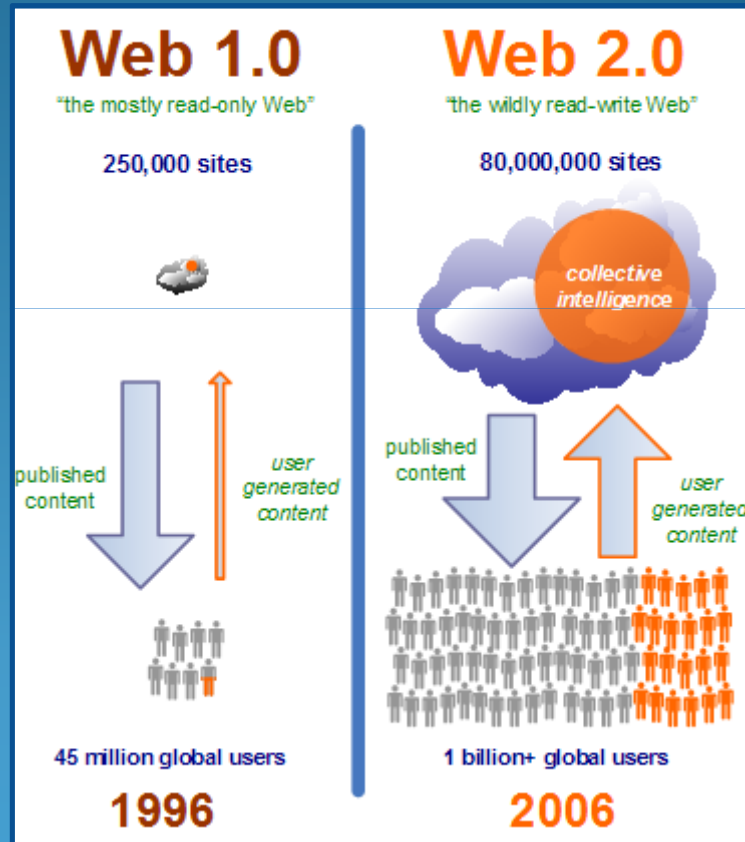 Web 1.0
"the mostly read-only Web"
250,000 sites
published
content
user
generated
content
45 million global users
1996
Web 2.0
"the wildly read-write Web"
80,000,000 sites
collective
intelligence
published
content
user
generated
content
1 billion+ global users
2006